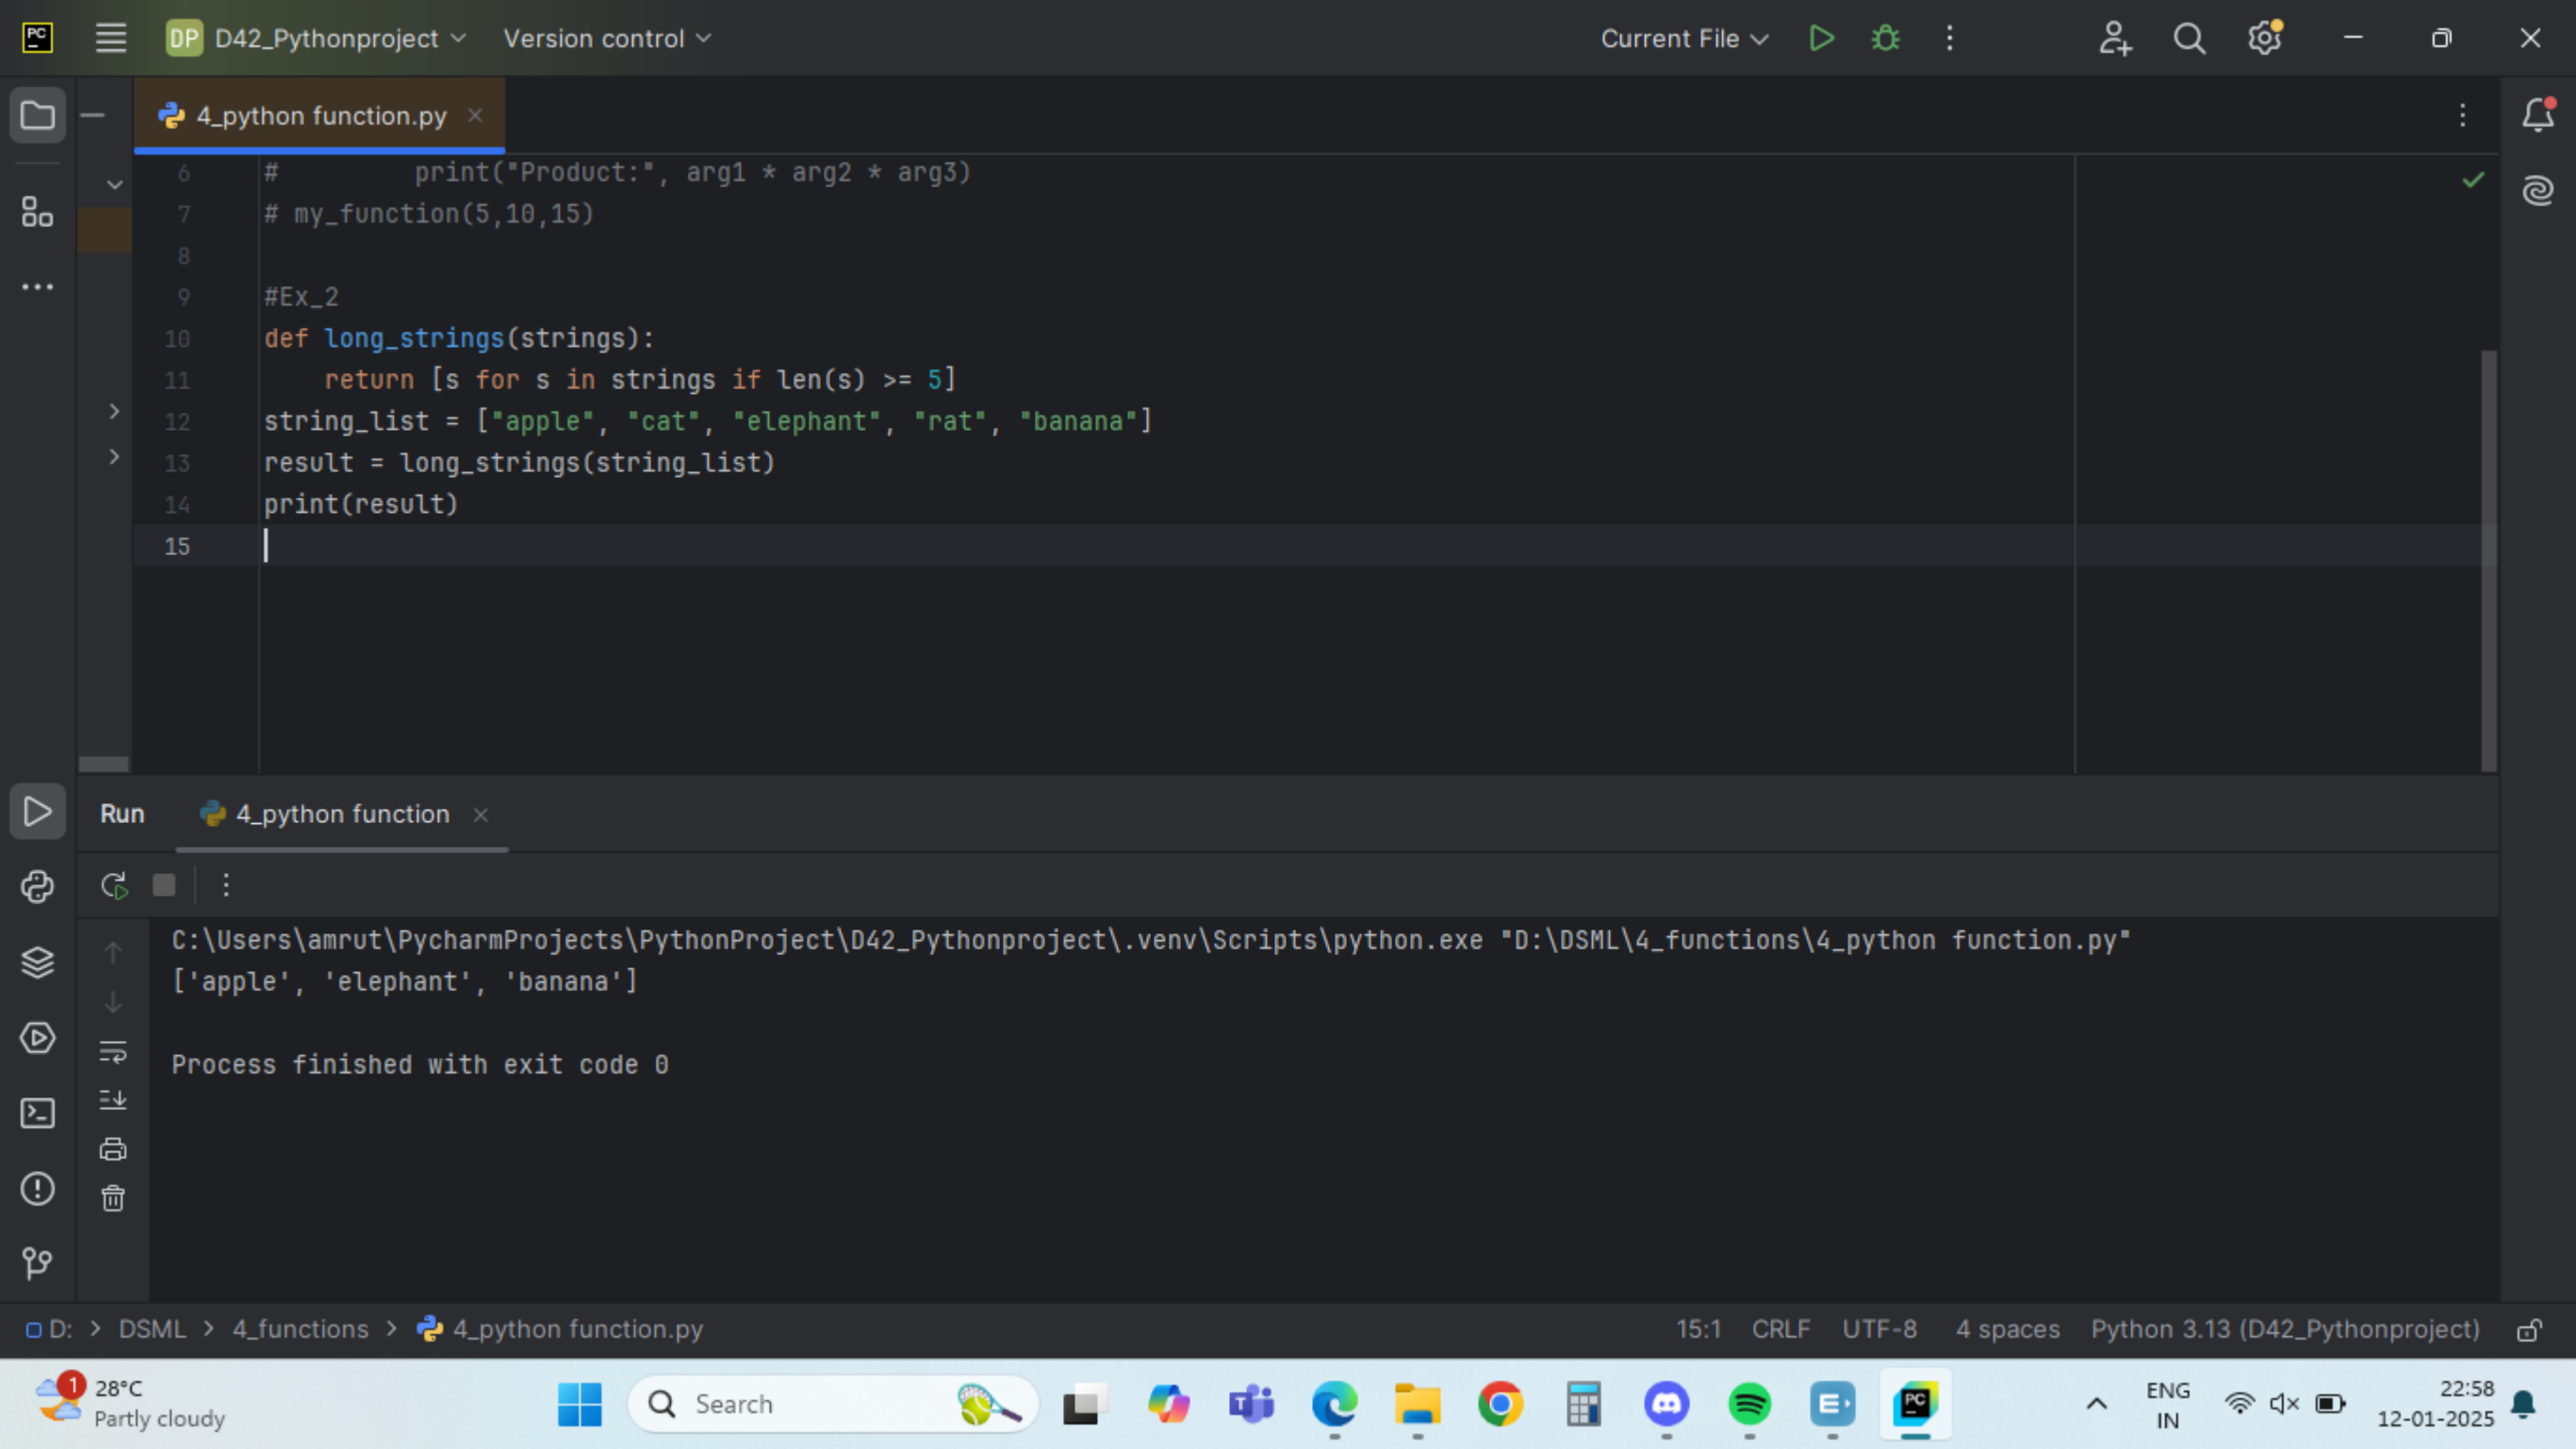 PC DP D42_Pythonproject Version control Current File
4_python function.py
6 #         print("Product:", arg1 * arg2 * arg3)
7 # my_function(5,10,15)
8
9 #Ex_2
10 def long_strings(strings):
11     return [s for s in strings if len(s) >= 5]
12 string_list = ["apple", "cat", "elephant", "rat", "banana"]
13 result = long_strings(string_list)
14 print(result)
15
Run 4_python function
C:\Users\amrut\PycharmProjects\PythonProject\D42_Pythonproject\.venv\Scripts\python.exe "D:\DSML\4_functions\4_python function.py"
['apple', 'elephant', 'banana']
Process finished with exit code 0
D: > DSML > 4_functions > 4_python function.py 15:1 CRLF UTF-8 4 spaces Python 3.13 (D42_Pythonproject)
1 28°C
Partly cloudy
Search
E
PC
ENG
IN
22:58
12-01-2025